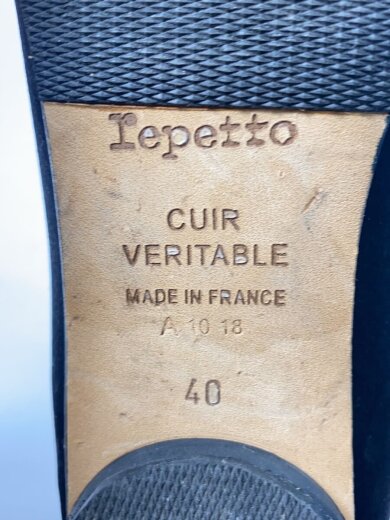 repetto
CUIR
VERITABLE
MADE IN FRANCE
A 10 18
40